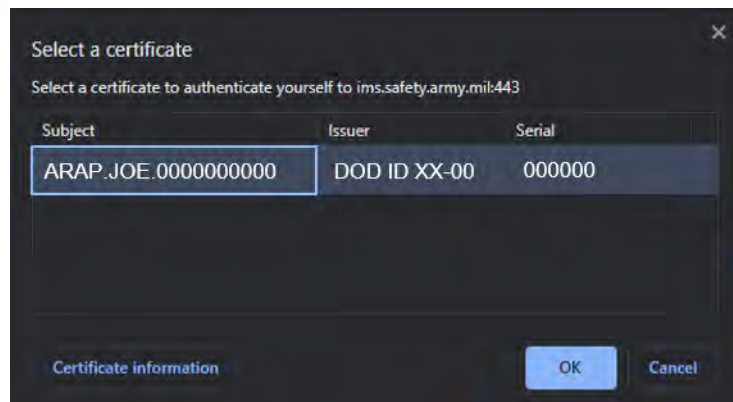 Select a certificate
Select a certificate to authenticate yourself to ims.safety.army.mil:443
Subject Issuer Serial
ARAP.JOE.0000000000 DOD ID XX-00 000000
Certificate information OK Cancel